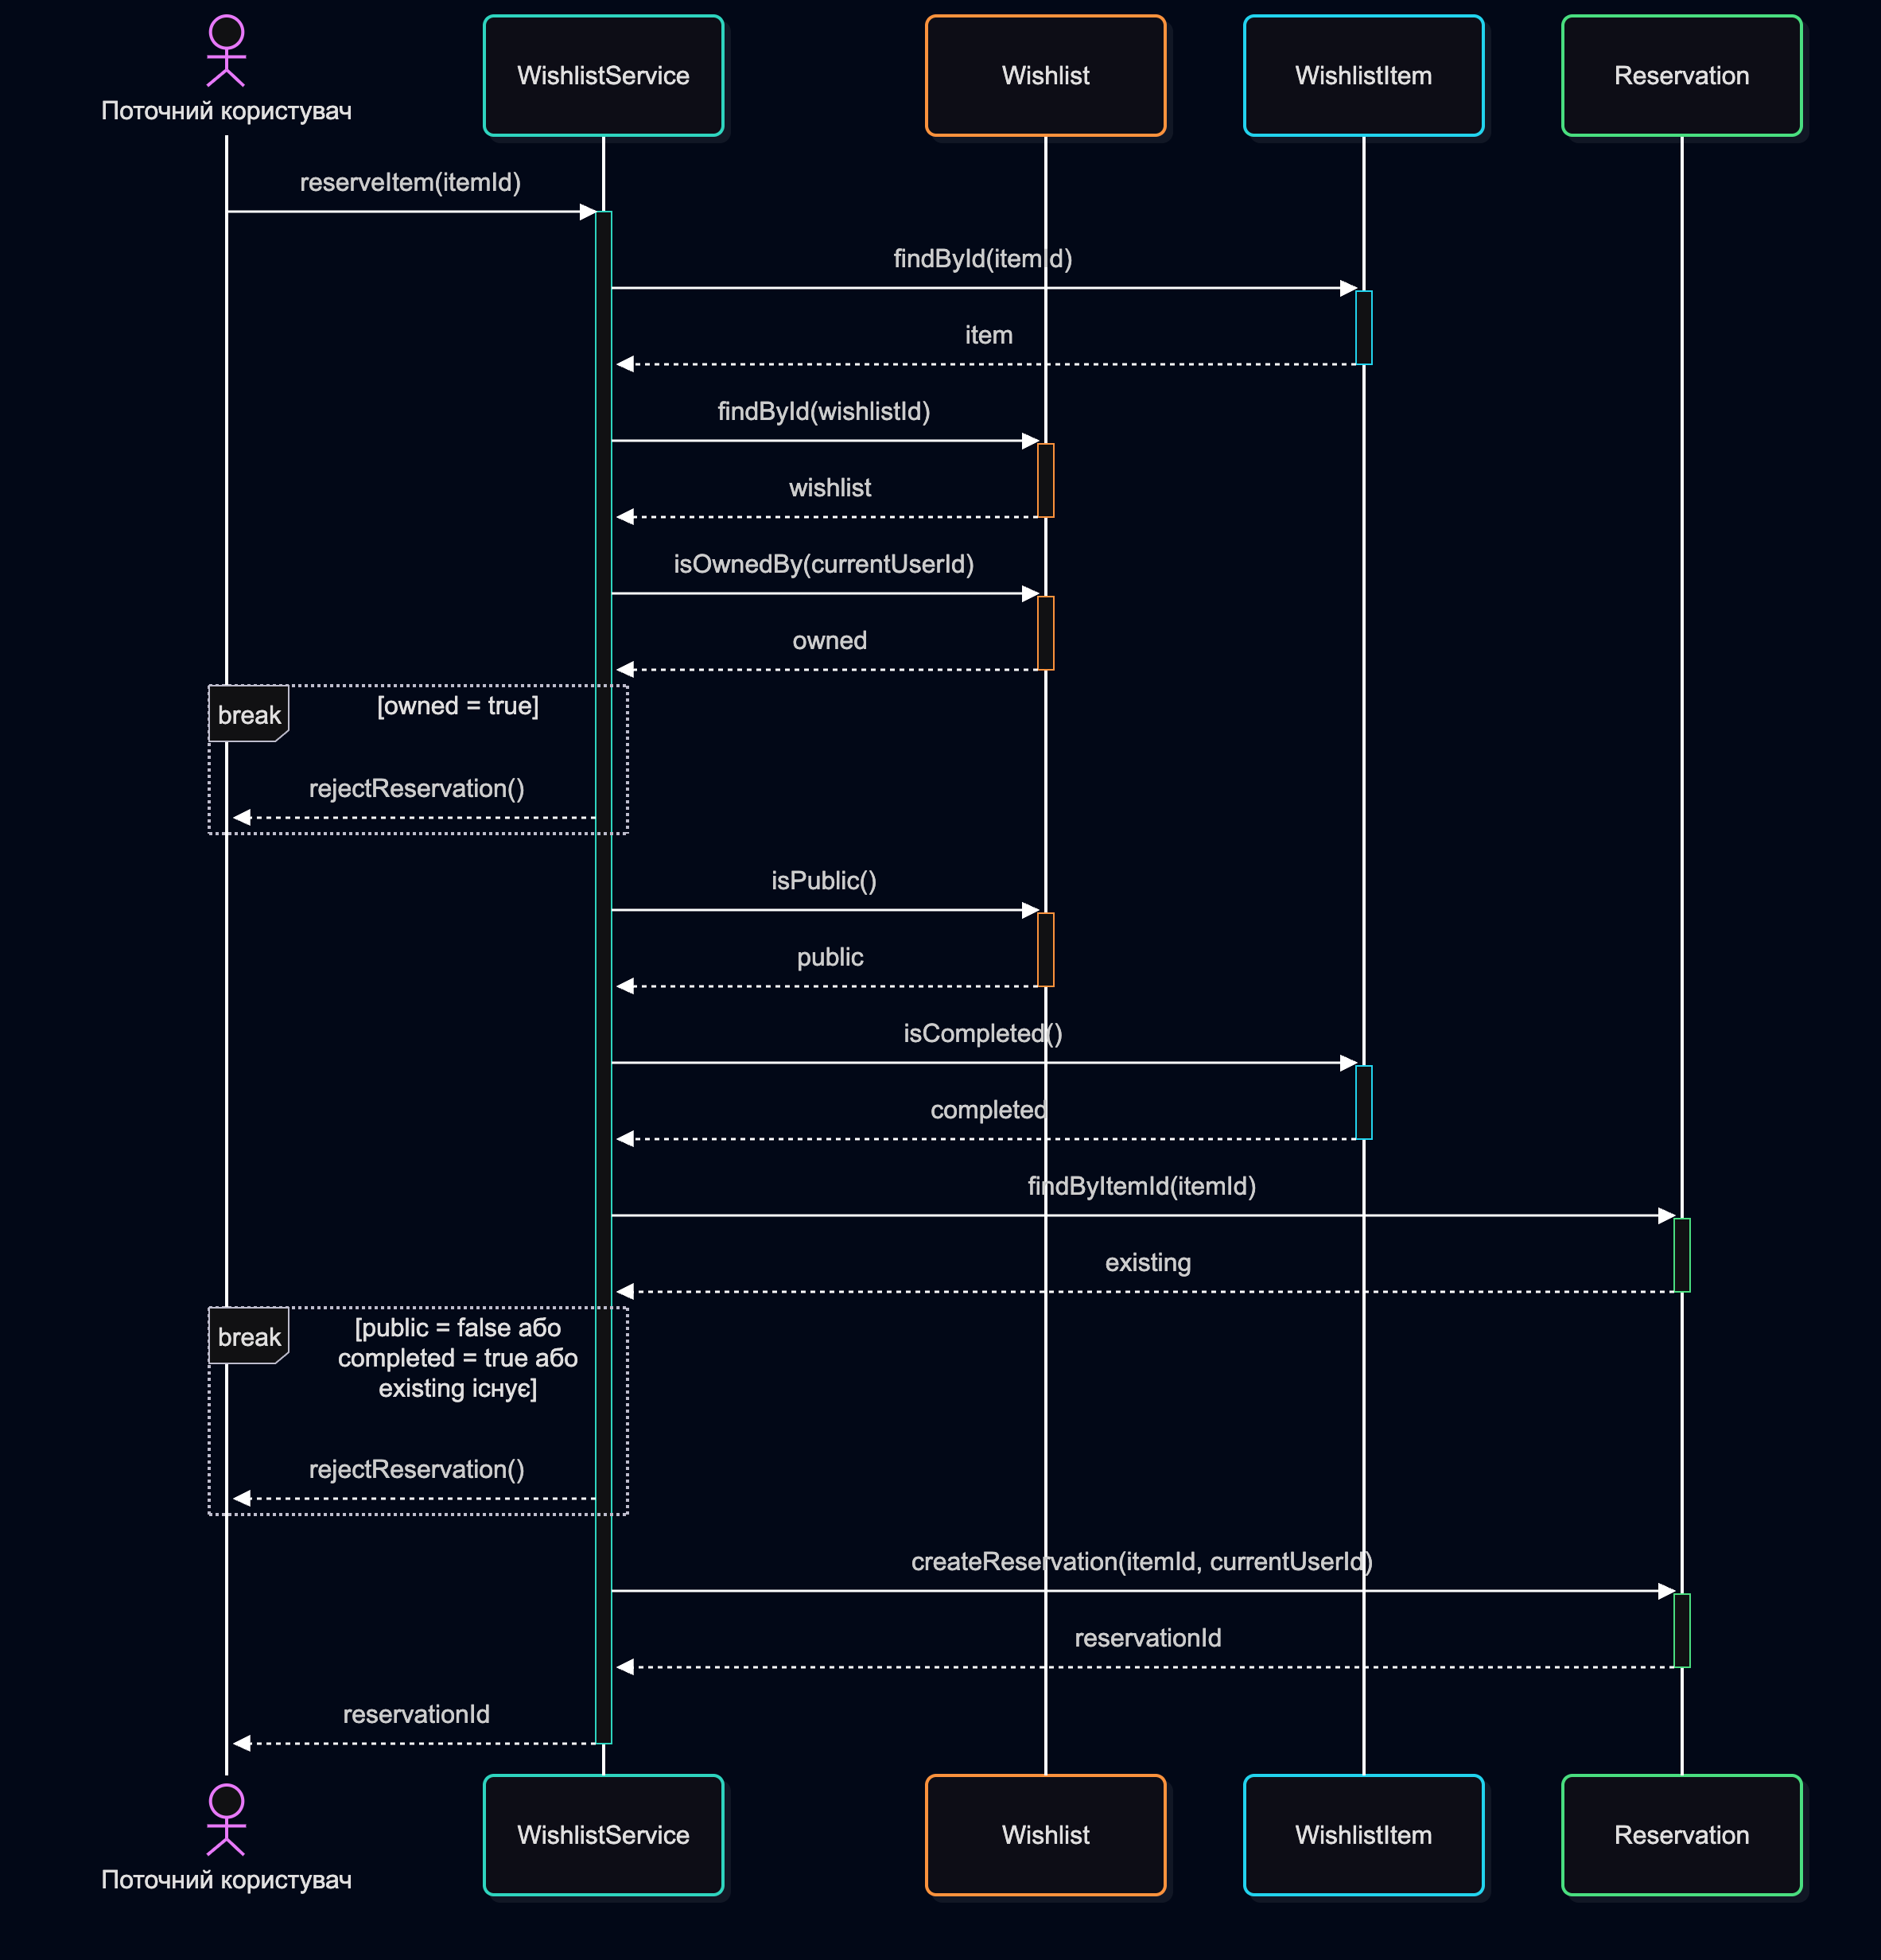 Поточний користувач
WishlistService
Wishlist
WishlistItem
Reservation
reserveItem(itemId)
findById(itemId)
item
findById(wishlistId)
wishlist
isOwnedBy(currentUserId)
owned
break
[owned = true]
rejectReservation()
isPublic()
public
isCompleted()
completed
findByItemId(itemId)
existing
break
[public = false або
completed = true або
existing існує]
rejectReservation()
createReservation(itemId, currentUserId)
reservationId
reservationId
Поточний користувач
WishlistService
Wishlist
WishlistItem
Reservation